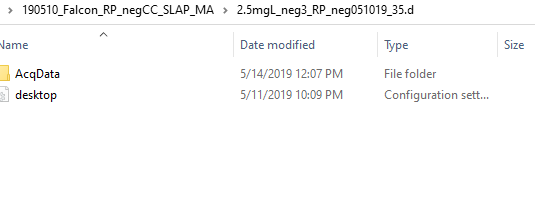 190510_Falcon_RP_negCC_SLAP_MA > 2.5mgL_neg3_RP_neg051019_35.d
Name Date modified Type Size
AcqData 5/14/2019 12:07 PM File folder
desktop 5/11/2019 10:09 PM Configuration sett...